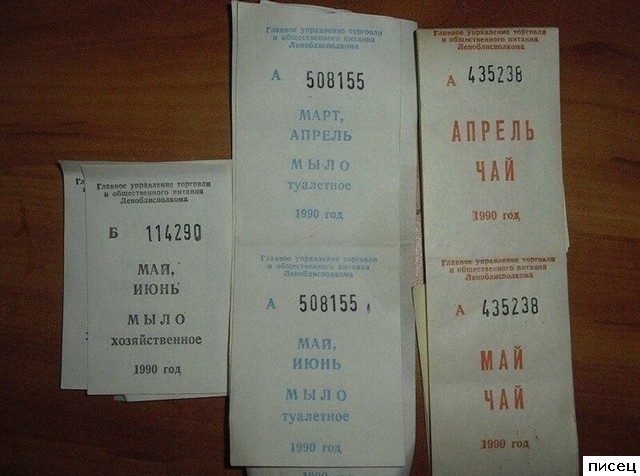 Главное управление торговли
и общественного питания
Леноблисполкома
Б 114290
МАЙ,
ИЮНЬ
МЫЛО
хозяйственное
1990 год
Главное управление торговли
и общественного питания
Леноблисполкома
А 508155
МАРТ,
АПРЕЛЬ
МЫЛО
туалетное
1990 год
Главное управление торговли
и общественного питания
Леноблисполкома
А 508155
МАЙ,
ИЮНЬ
МЫЛО
туалетное
1990 год
Главное управление торговли
и общественного питания
Леноблисполкома
А 435238
АПРЕЛЬ
ЧАЙ
1990 год
Главное управление торговли
и общественного питания
Леноблисполкома
А 435238
МАЙ
ЧАЙ
1990 год
писец